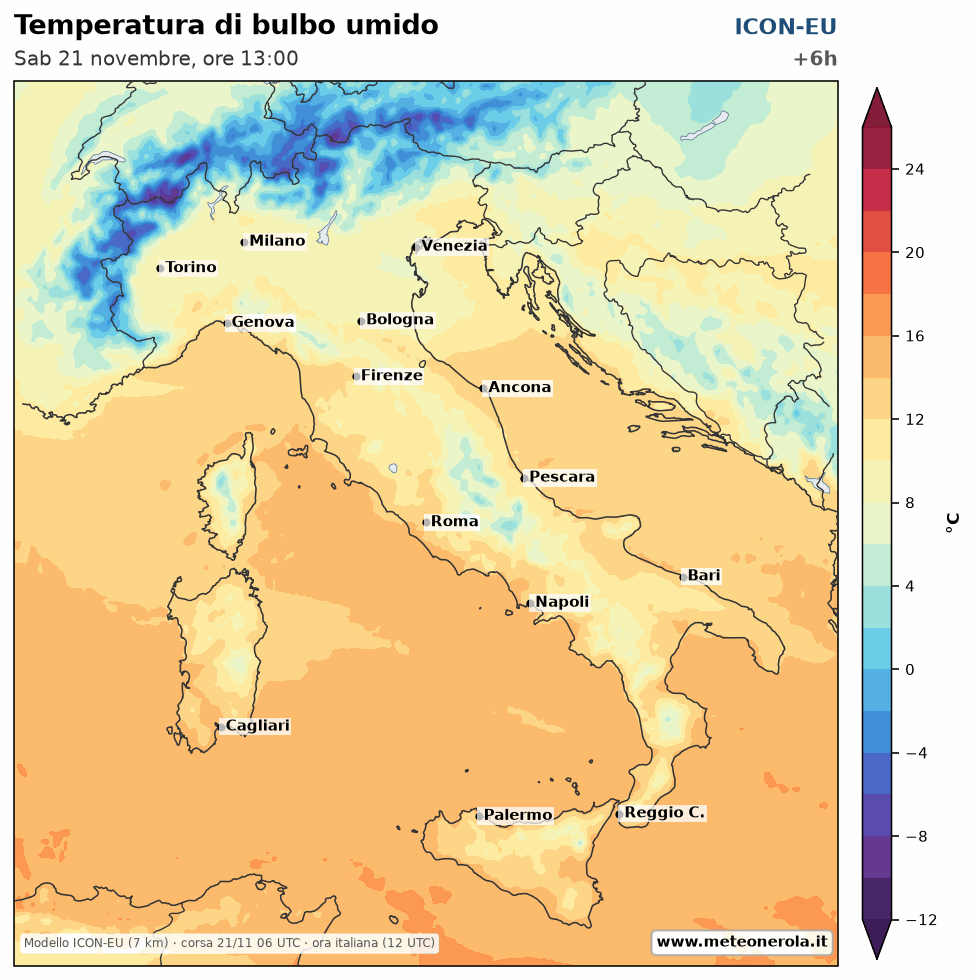 Temperatura di bulbo umido
ICON-EU
Sab 21 novembre, ore 13:00
+6h
Milano
Venezia
Torino
Genova
Bologna
Firenze
Ancona
Pescara
Roma
Bari
Napoli
Cagliari
Palermo
Reggio C.
24
20
16
12
8
4
0
−4
−8
−12
°C
Modello ICON-EU (7 km) · corsa 21/11 06 UTC · ora italiana (12 UTC)
www.meteonerola.it